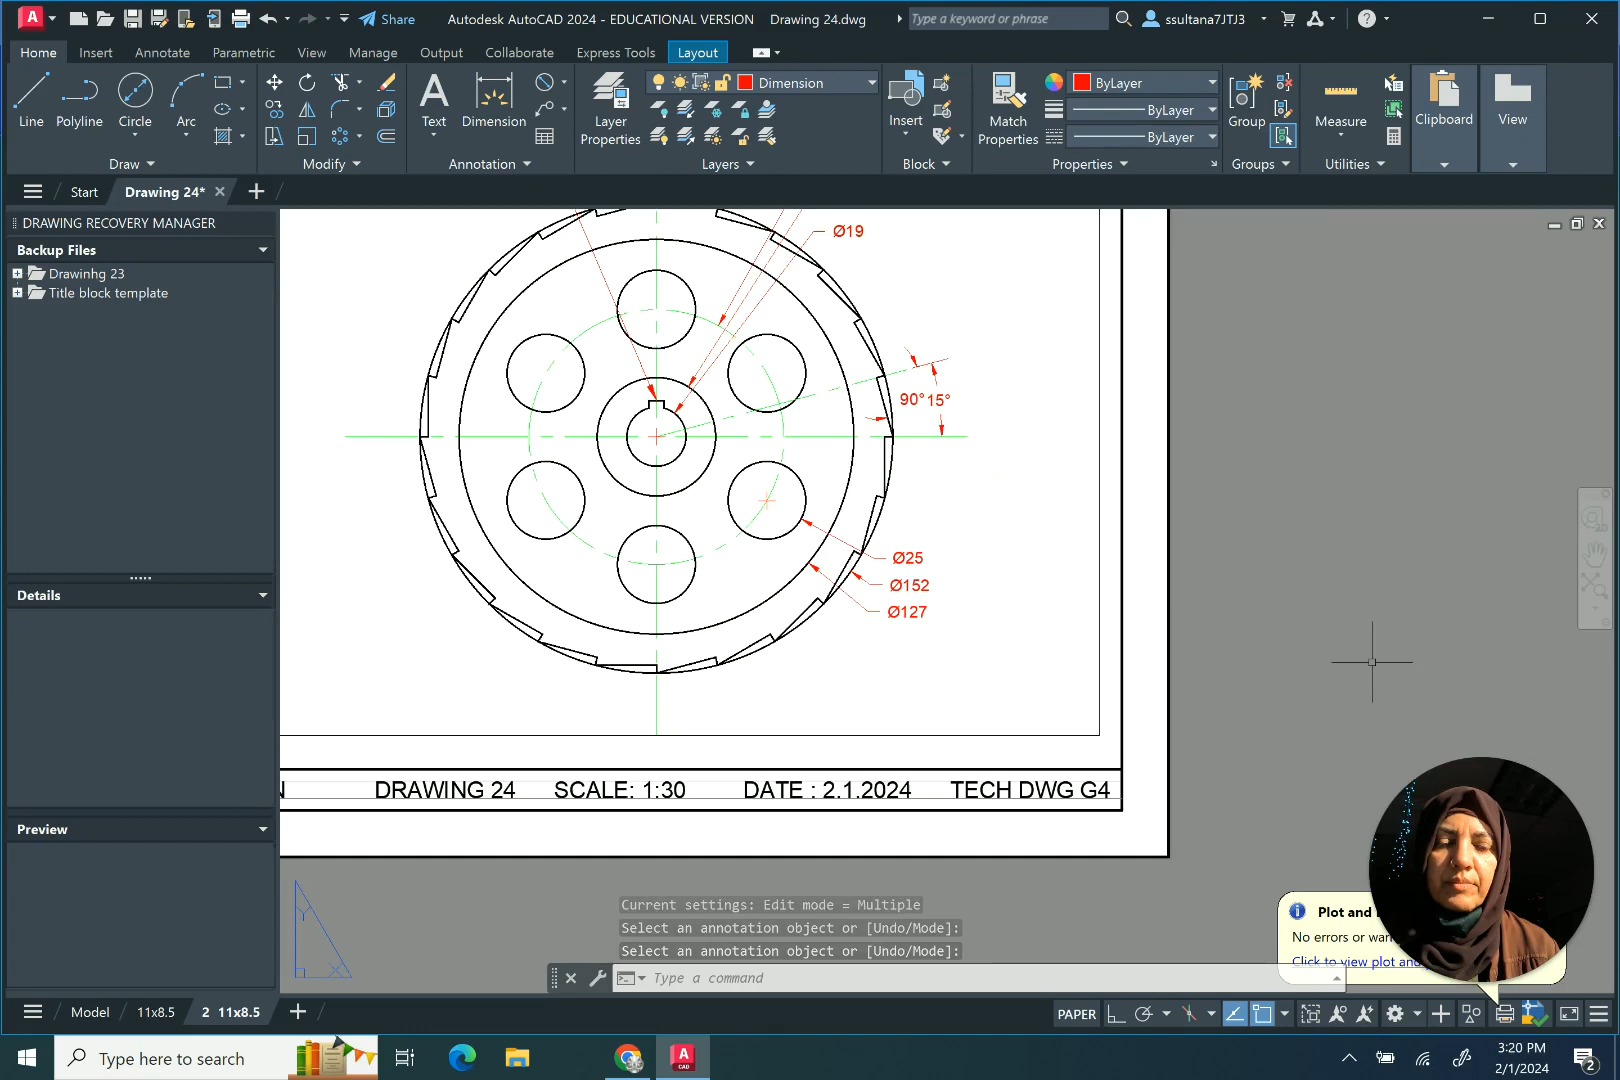 Share
Autodesk AutoCAD 2024 - EDUCATIONAL VERSION
Drawing 24.dwg
Type a keyword or phrase
ssultana7JTJ3
Home
Insert
Annotate
Parametric
View
Manage
Output
Collaborate
Express Tools
Layout
Line
Polyline
Circle
Arc
Draw
Modify
Text
Dimension
Annotation
Layer
Properties
Dimension
Layers
Insert
Block
Match
Properties
ByLayer
ByLayer
ByLayer
Properties
Group
Groups
Measure
Utilities
Clipboard
View
Start
Drawing 24*
DRAWING RECOVERY MANAGER
Backup Files
Drawinhg 23
Title block template
Details
Preview
Ø19
90°
15°
Ø25
Ø152
Ø127
DRAWING 24
SCALE: 1:30
DATE : 2.1.2024
TECH DWG G4
Y
X
Current settings: Edit mode = Multiple
Select an annotation object or [Undo/Mode]:
Select an annotation object or [Undo/Mode]:
Type a command
Plot and
No errors or
Click to view plot and
Model
11x8.5
2 11x8.5
PAPER
Type here to search
A
CAD
3:20 PM
2/1/2024
2